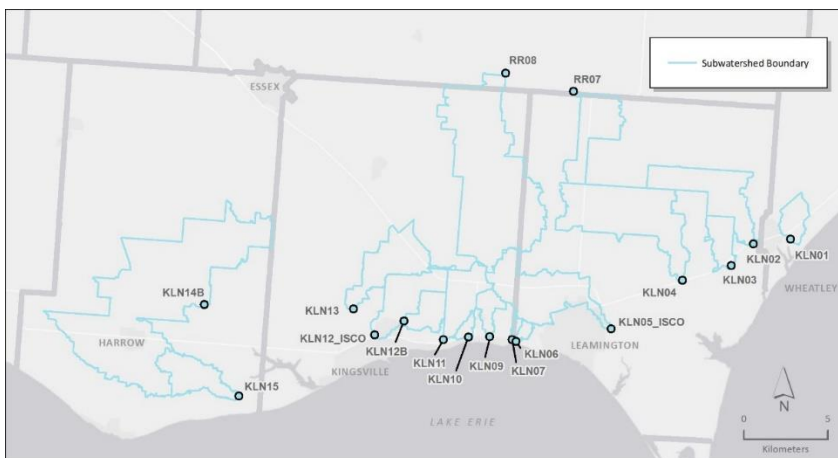 RR08
Subwatershed Boundary
ESSEX
RR07
KLN01
KLN02
KLN03
WHEATLEY
KLN04
KLN14B
KLN13
KLN05_ISCO
KLN12_ISCO
HARROW
KLN12B
KLN11
KLN09
KLN06
LEAMINGTON
KINGSVILLE
KLN10
KLN07
KLN15
LAKE ERIE
N
0 5
Kilometers